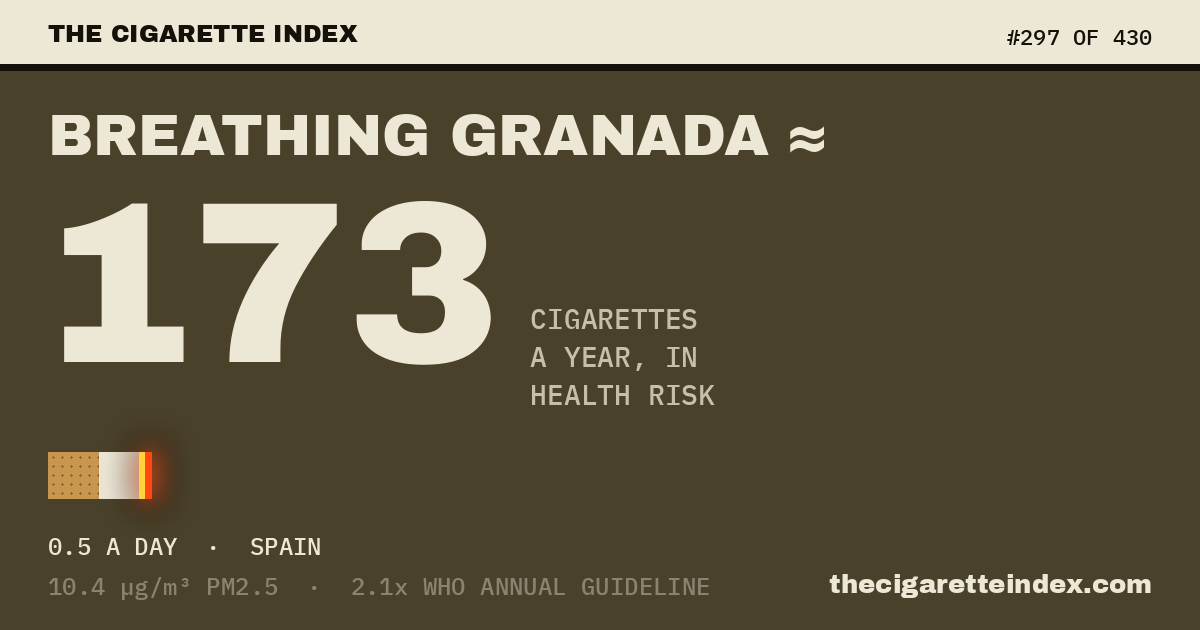 THE CIGARETTE INDEX
#297 OF 430
BREATHING GRANADA ≈
173
CIGARETTES
A YEAR, IN
HEALTH RISK
0.5 A DAY · SPAIN
10.4 µg/m³ PM2.5 · 2.1x WHO ANNUAL GUIDELINE
thecigaretteindex.com